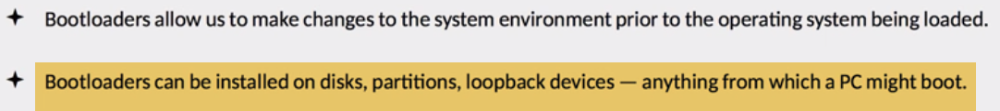 Bootloaders allow us to make changes to the system environment prior to the operating system being loaded.
Bootloaders can be installed on disks, partitions, loopback devices — anything from which a PC might boot.